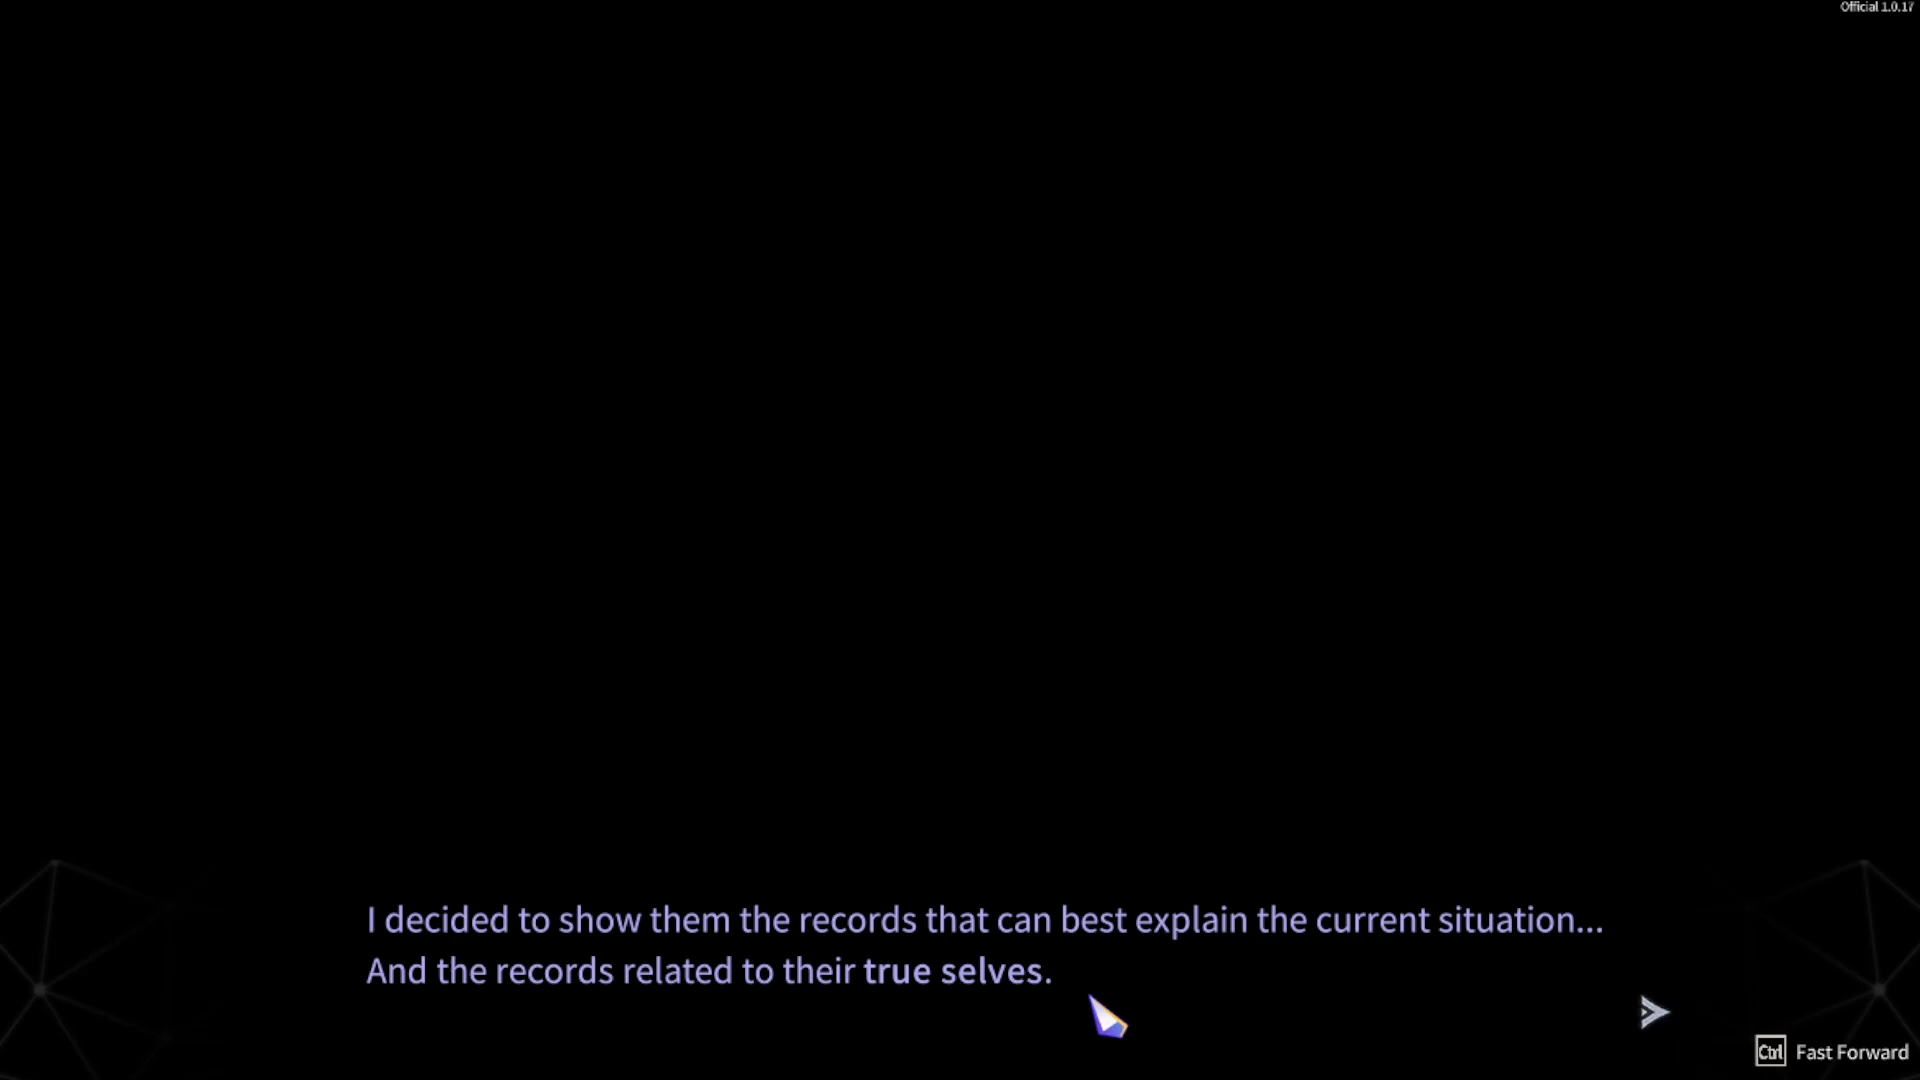 Official 1.0.17
I decided to show them the records that can best explain the current situation...
And the records related to their true selves.
Ctrl Fast Forward